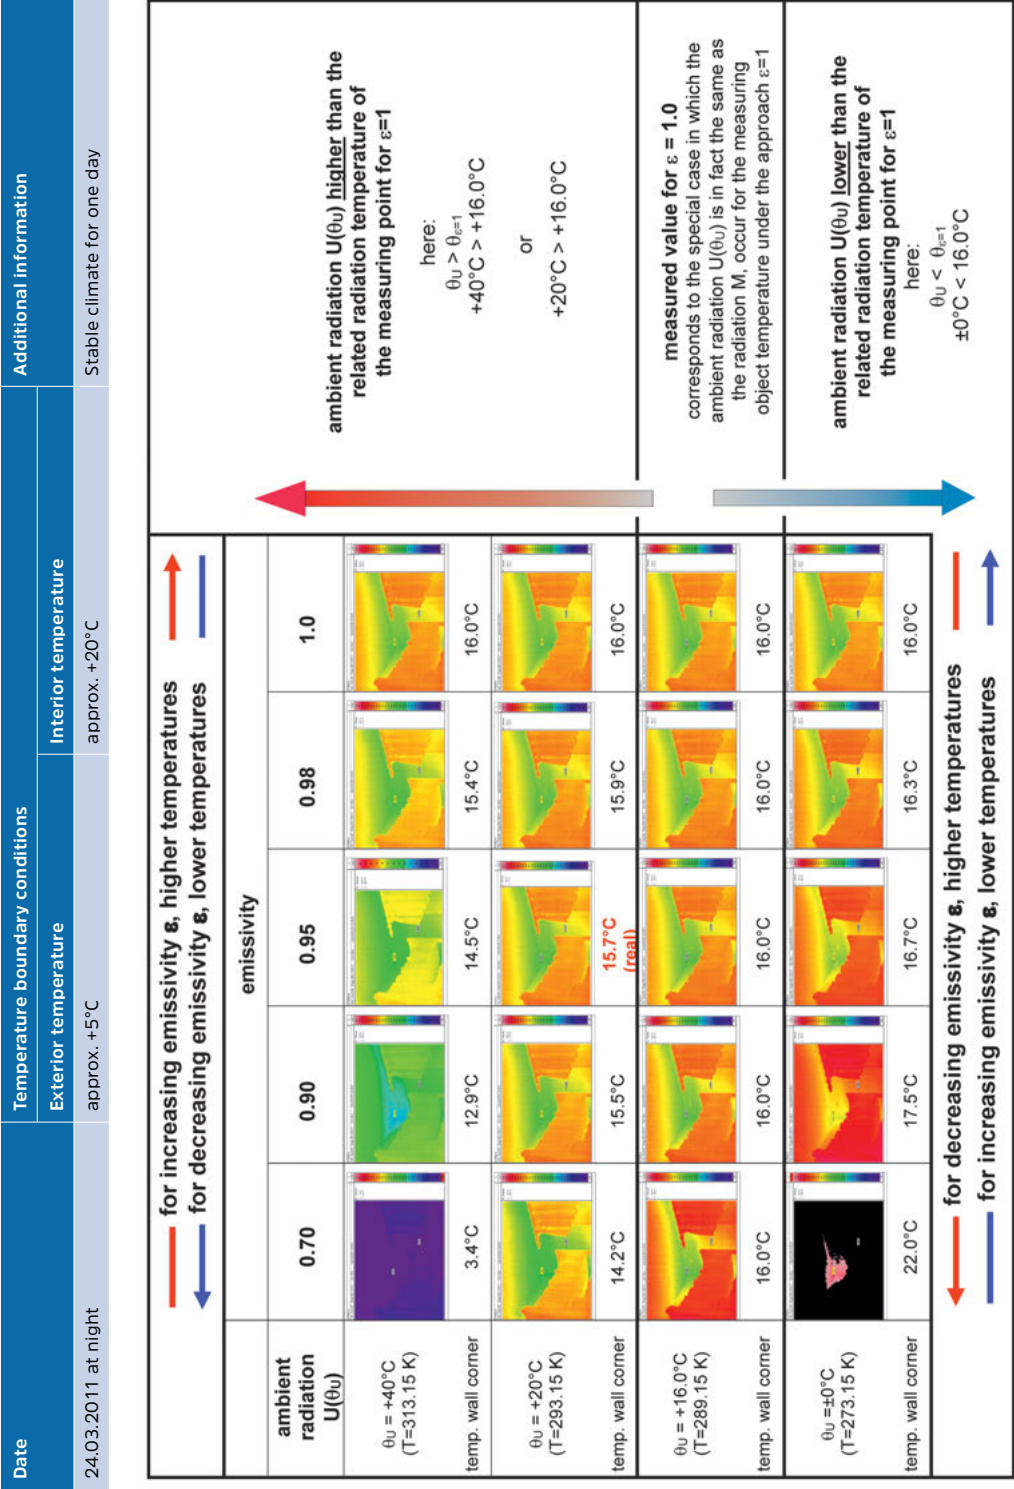 Date
Temperature boundary conditions
Additional information
Exterior temperature
Interior temperature
24.03.2011 at night
approx. +5°C
approx. +20°C
Stable climate for one day
for increasing emissivity ε, higher temperatures
for decreasing emissivity ε, lower temperatures
emissivity
ambient
radiation
U(θU)
0.70
0.90
0.95
0.98
1.0
θU = +40°C
(T=313.15 K)
temp. wall corner
3.4°C
12.9°C
14.5°C
15.4°C
16.0°C
θU = +20°C
(T=293.15 K)
temp. wall corner
14.2°C
15.5°C
15.7°C
(real)
15.9°C
16.0°C
θU = +16.0°C
(T=289.15 K)
temp. wall corner
16.0°C
16.0°C
16.0°C
16.0°C
16.0°C
θU =±0°C
(T=273.15 K)
temp. wall corner
22.0°C
17.5°C
16.7°C
16.3°C
16.0°C
for decreasing emissivity ε, higher temperatures
for increasing emissivity ε, lower temperatures
ambient radiation U(θU) higher than the
related radiation temperature of
the measuring point for ε=1
here:
θU > θε=1
+40°C > +16.0°C
or
+20°C > +16.0°C
measured value for ε = 1.0
corresponds to the special case in which the
ambient radiation U(θU) is in fact the same as
the radiation M, occur for the measuring
object temperature under the approach ε=1
ambient radiation U(θU) lower than the
related radiation temperature of
the measuring point for ε=1
here:
θU < θε=1
±0°C < 16.0°C